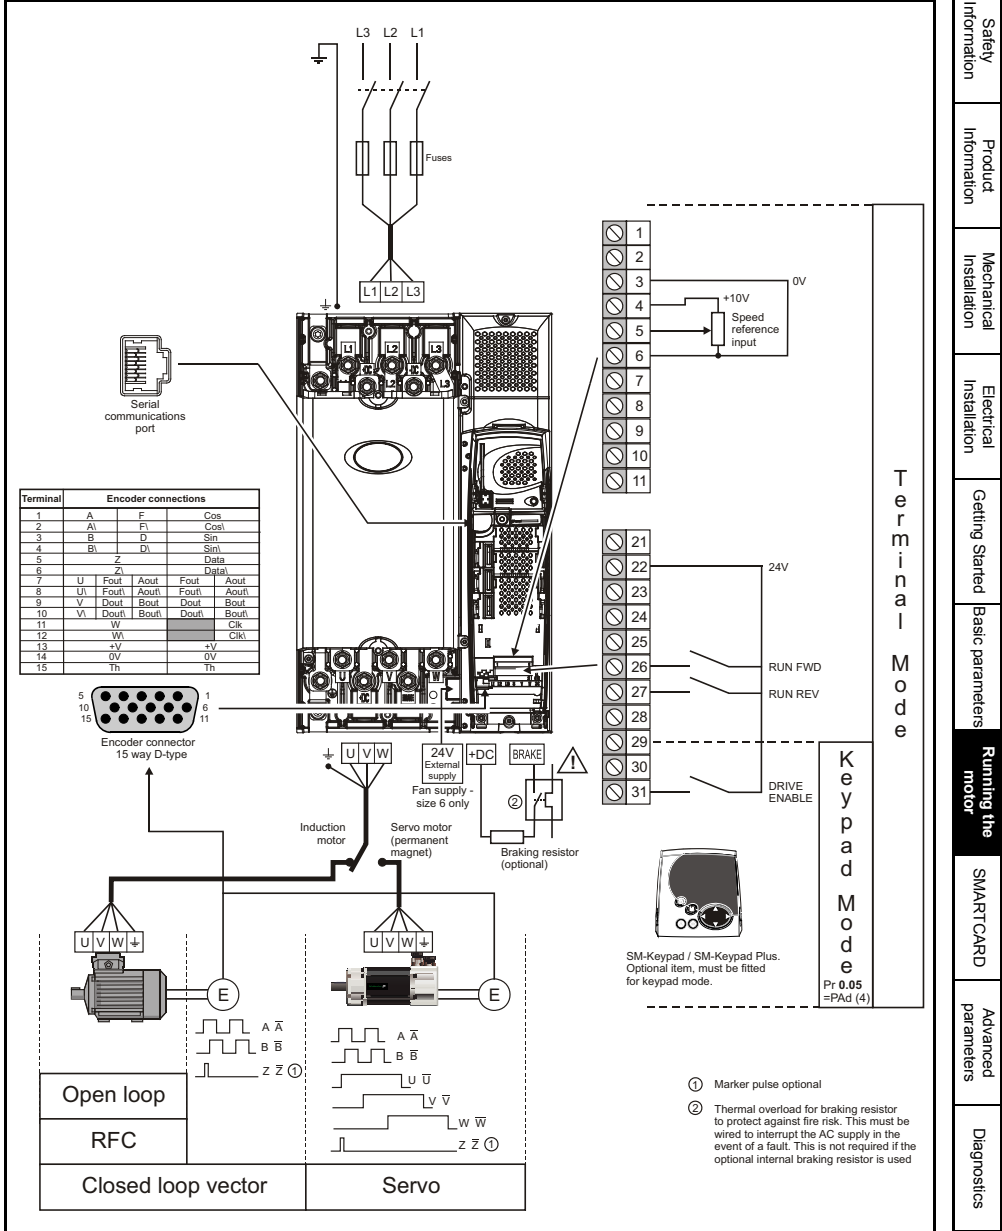 L3 L2 L1
Fuses
L1 L2 L3
L1 L2 L3
L2 L3
Serial
communications
port
Terminal Encoder connections
1 A F Cos
2 A\ F\ Cos\
3 B D Sin
4 B\ D\ Sin\
5 Z Data
6 Z\ Data\
7 U Fout Aout Fout Aout
8 U\ Fout\ Aout\ Fout\ Aout\
9 V Dout Bout Dout Bout
10 V\ Dout\ Bout\ Dout\ Bout\
11 W Clk
12 W\ Clk\
13 +V +V
14 0V 0V
15 Th Th
5 1
10 6
15 11
Encoder connector
15 way D-type
U V W
U V W
24V
External
supply
Fan supply -
size 6 only
+DC
BRAKE
2
Braking resistor
(optional)
Induction
motor
Servo motor
(permanent
magnet)
U V W
E
A A̅
B B̅
Z Z̅ 1
U V W
E
A A̅
B B̅
U U̅
V V̅
W W̅
Z Z̅ 1
Open loop
RFC
Closed loop vector
Servo
1
2
3 0V
4 +10V
5 Speed
reference
input
6
7
8
9
10
11
21
22 24V
23
24
25
26 RUN FWD
27 RUN REV
28
29
30
31 DRIVE
ENABLE
Terminal Mode
Keypad Mode
Pr 0.05
=PAd (4)
SM-Keypad / SM-Keypad Plus.
Optional item, must be fitted
for keypad mode.
1 Marker pulse optional
2 Thermal overload for braking resistor
to protect against fire risk. This must be
wired to interrupt the AC supply in the
event of a fault. This is not required if the
optional internal braking resistor is used
Safety
Information
Product
Information
Mechanical
Installation
Electrical
Installation
Getting Started
Basic parameters
Running the
motor
SMARTCARD
Advanced
parameters
Diagnostics